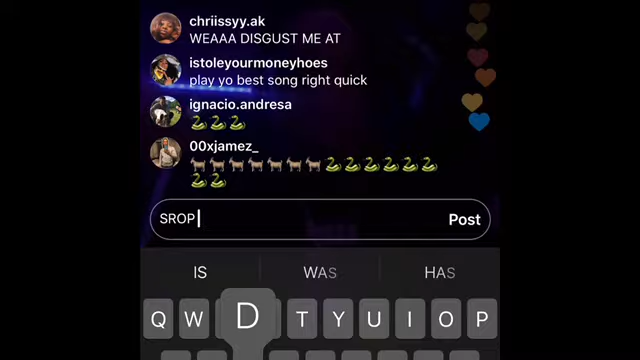 chriissyy.ak
WEAAA DISGUST ME AT
istoleyourmoneyhoes
play yo best song right quick
ignacio.andresa
🐍🐍🐍
00xjamez_
🐐🐐🐐🐐🐐🐐🐐🐍🐍🐍🐍🐍🐍
🐍🐍
SROP
Post
IS WAS HAS
Q W D T Y U I O P